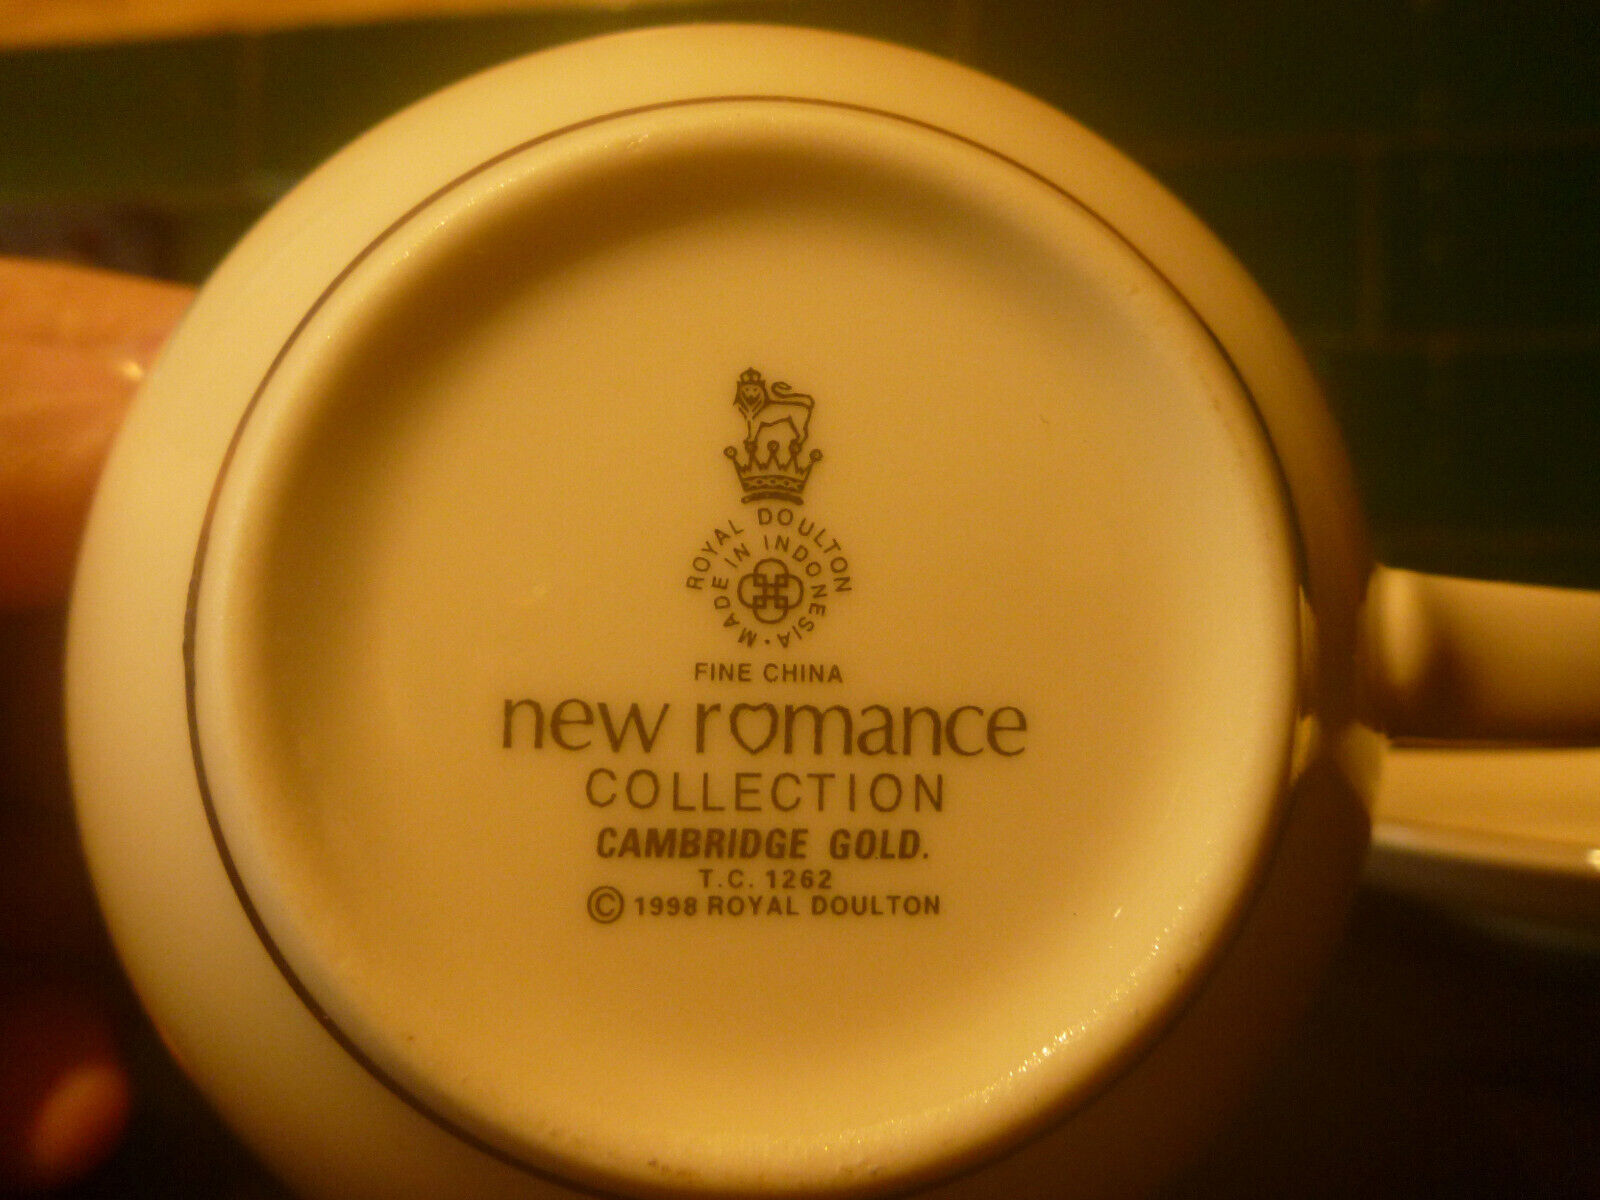 ROYAL DOULTON
MADE IN INDONESIA ·
FINE CHINA
new romance
COLLECTION
CAMBRIDGE GOLD.
T.C. 1262
© 1998 ROYAL DOULTON